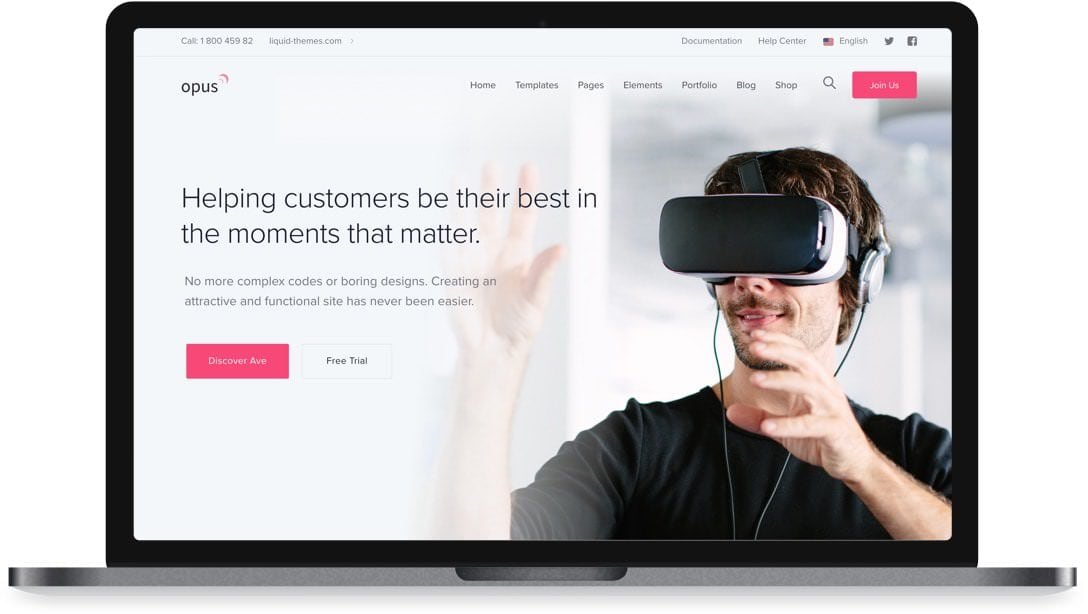 Call: 1 800 459 82 liquid-themes.com Documentation Help Center English
opus Home Templates Pages Elements Portfolio Blog Shop Join Us
Helping customers be their best in
the moments that matter.
No more complex codes or boring designs. Creating an
attractive and functional site has never been easier.
Discover Ave Free Trial